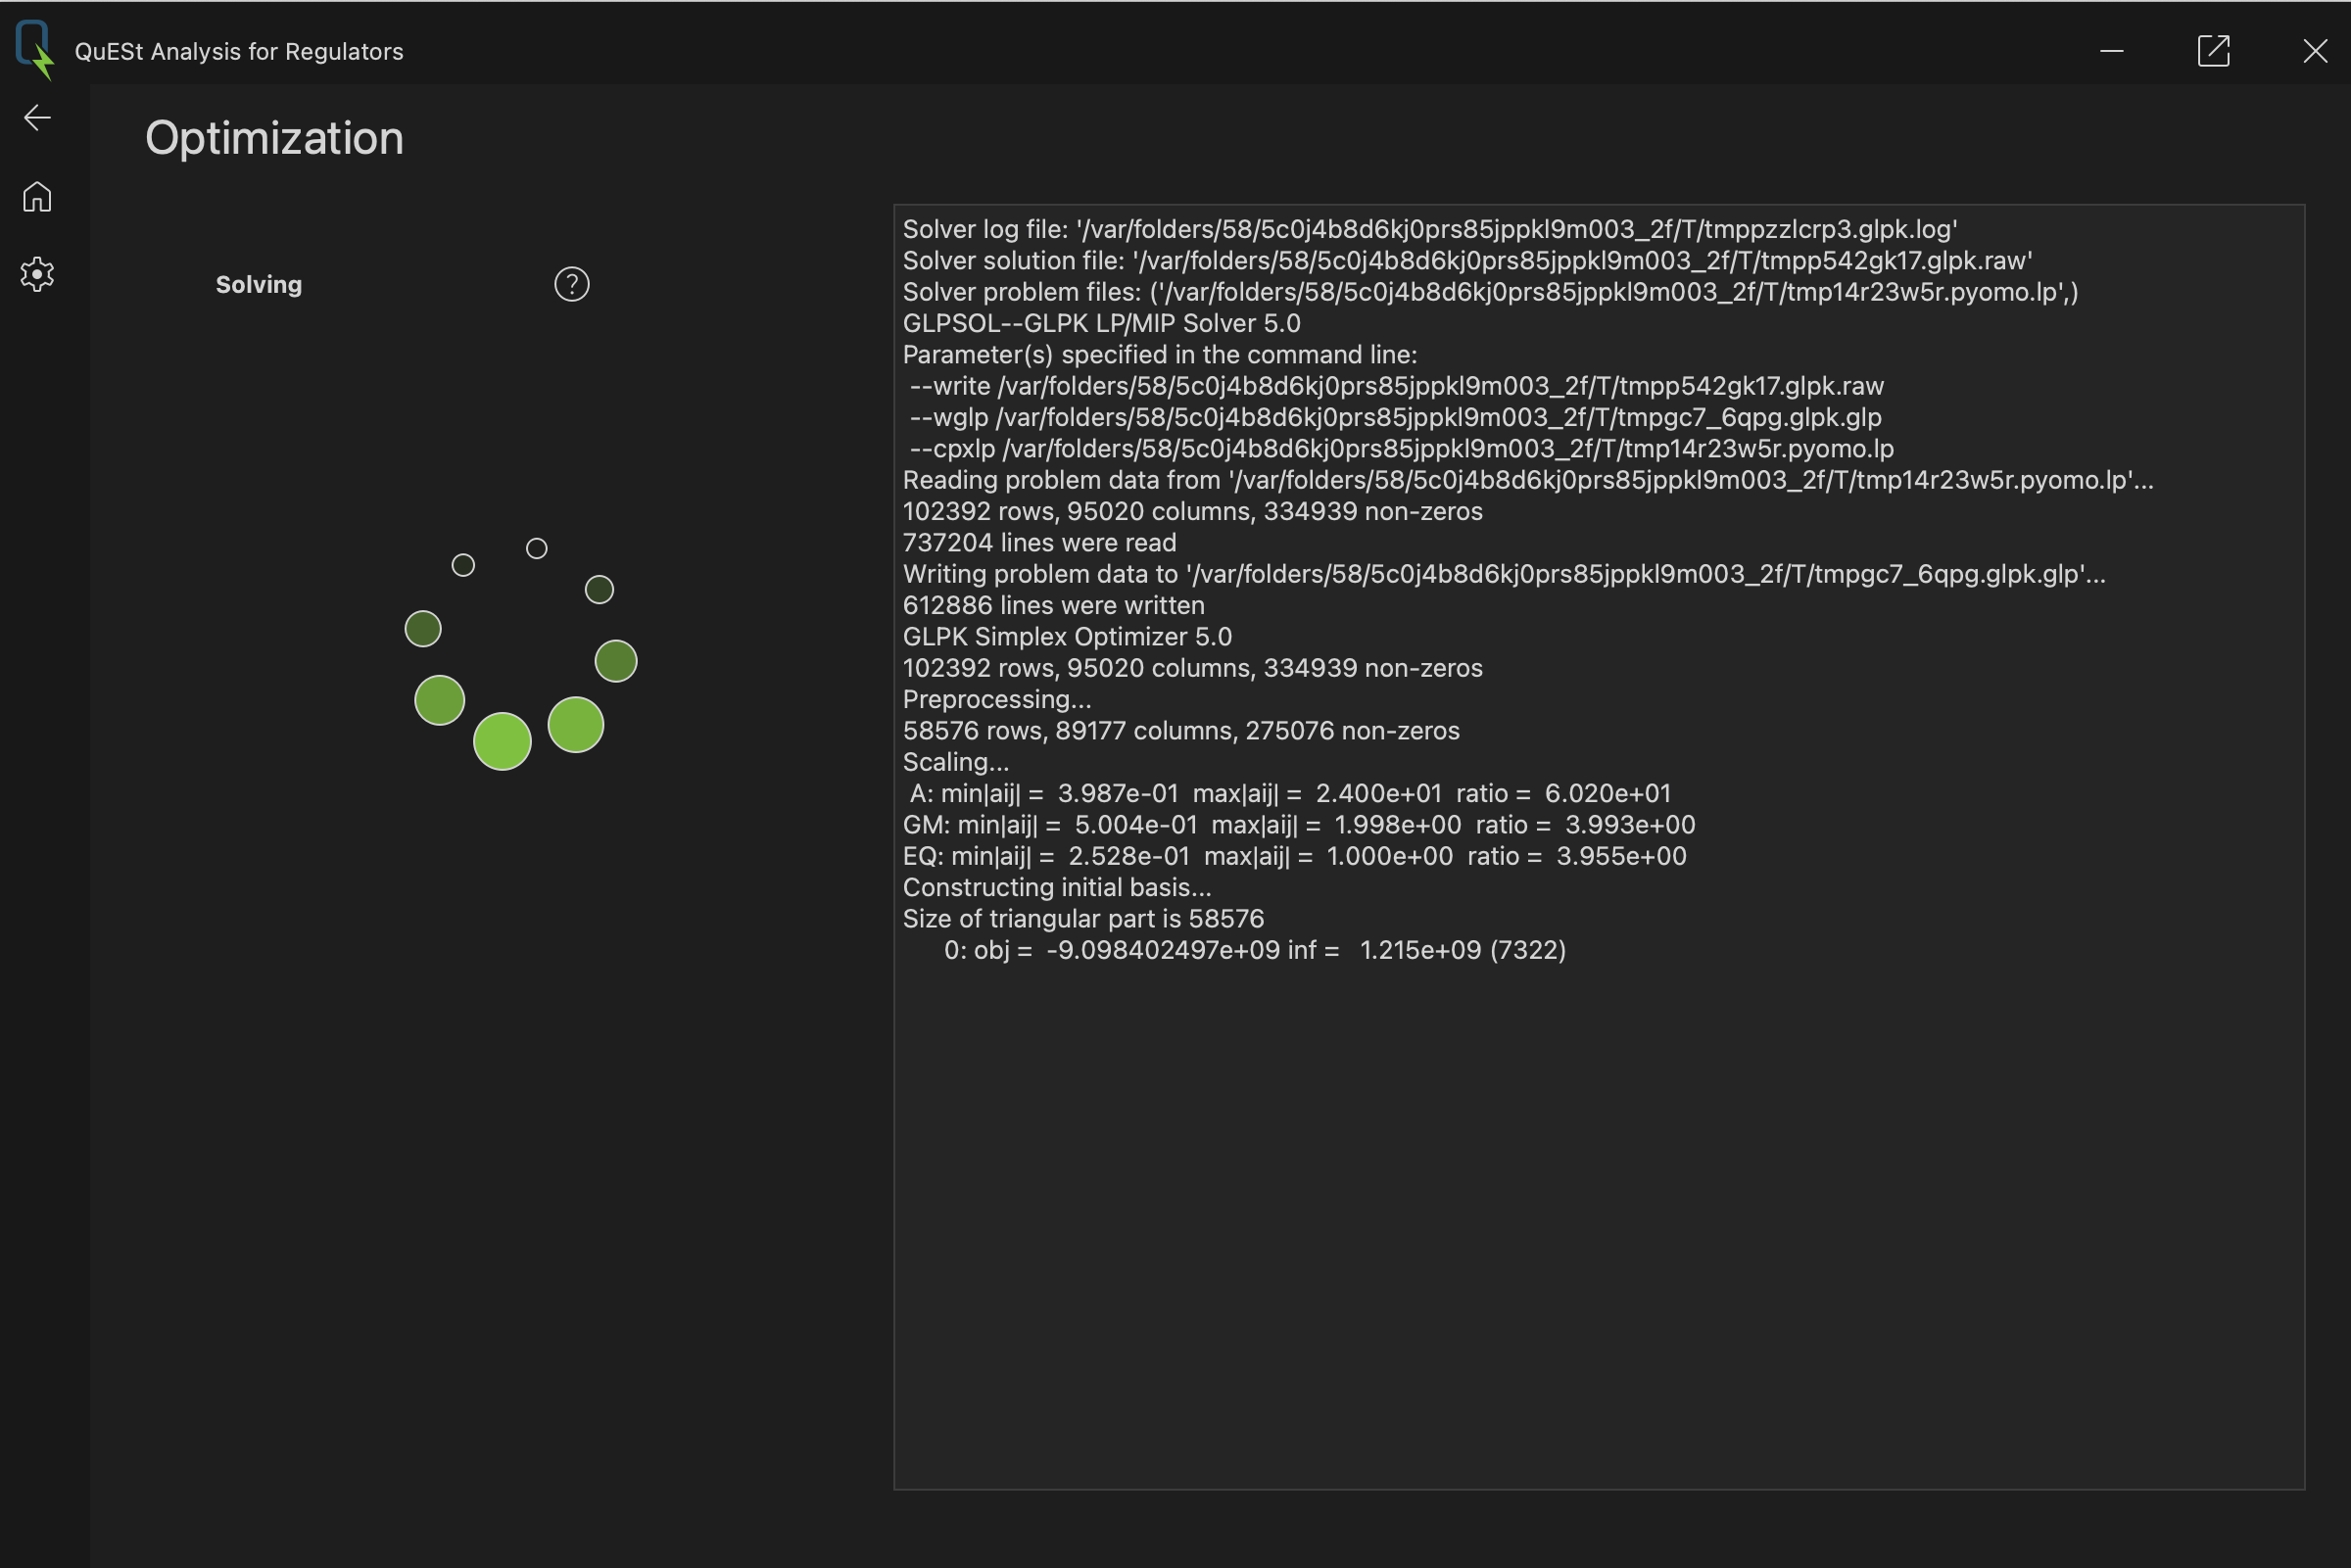 QuESt Analysis for Regulators
Optimization
Solving
?
Solver log file: '/var/folders/58/5c0j4b8d6kj0prs85jppkl9m003_2f/T/tmppzzlcrp3.glpk.log'
Solver solution file: '/var/folders/58/5c0j4b8d6kj0prs85jppkl9m003_2f/T/tmpp542gk17.glpk.raw'
Solver problem files: ('/var/folders/58/5c0j4b8d6kj0prs85jppkl9m003_2f/T/tmp14r23w5r.pyomo.lp',)
GLPSOL--GLPK LP/MIP Solver 5.0
Parameter(s) specified in the command line:
--write /var/folders/58/5c0j4b8d6kj0prs85jppkl9m003_2f/T/tmpp542gk17.glpk.raw
--wglp /var/folders/58/5c0j4b8d6kj0prs85jppkl9m003_2f/T/tmpgc7_6qpg.glpk.glp
--cpxlp /var/folders/58/5c0j4b8d6kj0prs85jppkl9m003_2f/T/tmp14r23w5r.pyomo.lp
Reading problem data from '/var/folders/58/5c0j4b8d6kj0prs85jppkl9m003_2f/T/tmp14r23w5r.pyomo.lp'...
102392 rows, 95020 columns, 334939 non-zeros
737204 lines were read
Writing problem data to '/var/folders/58/5c0j4b8d6kj0prs85jppkl9m003_2f/T/tmpgc7_6qpg.glpk.glp'...
612886 lines were written
GLPK Simplex Optimizer 5.0
102392 rows, 95020 columns, 334939 non-zeros
Preprocessing...
58576 rows, 89177 columns, 275076 non-zeros
Scaling...
A: min|aij| = 3.987e-01 max|aij| = 2.400e+01 ratio = 6.020e+01
GM: min|aij| = 5.004e-01 max|aij| = 1.998e+00 ratio = 3.993e+00
EQ: min|aij| = 2.528e-01 max|aij| = 1.000e+00 ratio = 3.955e+00
Constructing initial basis...
Size of triangular part is 58576
0: obj = -9.098402497e+09 inf = 1.215e+09 (7322)